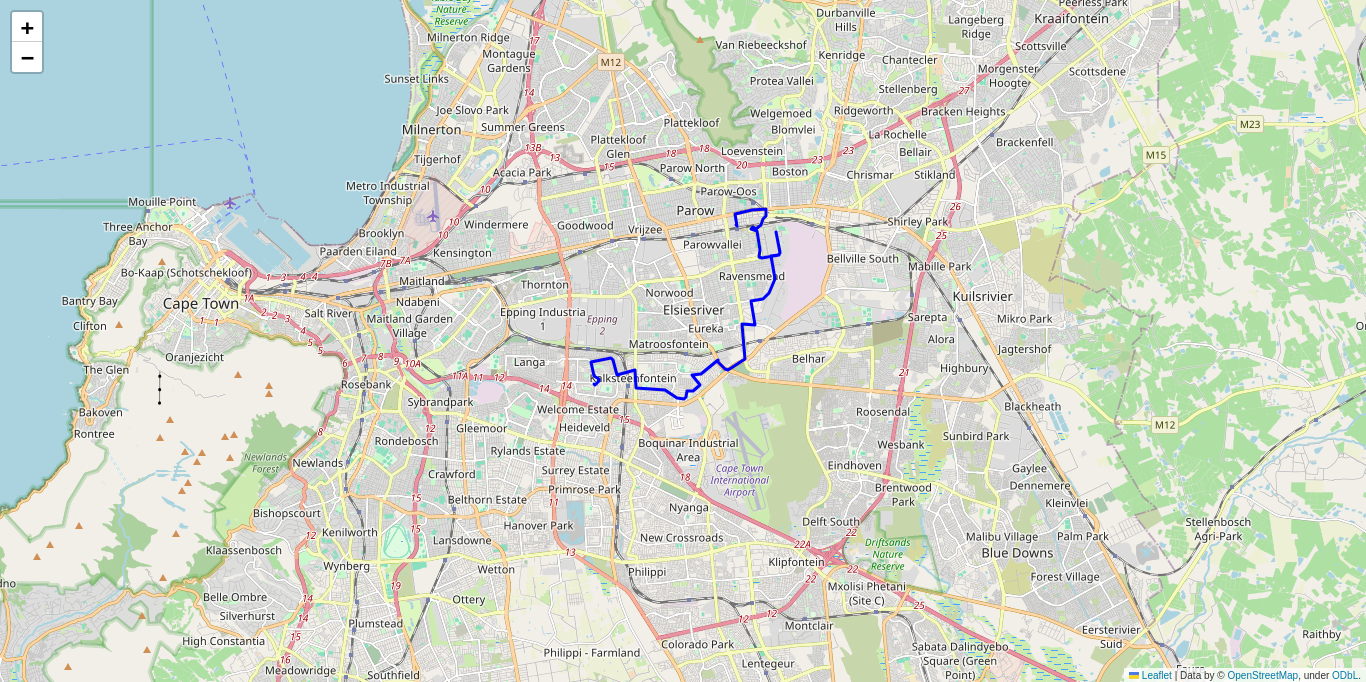 +
−
Nature
Reserve
Milnerton Ridge
Montague
Gardens
Sunset Links
Joe Slovo Park
Milnerton
Summer Greens
Tijgerhof
Metro Industrial
Township
Acacia Park
Brooklyn
Windermere
Paarden Eiland
Kensington
Mouille Point
Three Anchor
Bay
Bo-Kaap (Schotschekloof)
Bantry Bay
Cape Town
Clifton
Salt River
Oranjezicht
The Glen
Bakoven
Rontree
Maitland
Ndabeni
Maitland Garden
Village
Rosebank
Sybrandpark
Rondebosch
Newlands
Newlands
Forest
Bishopscourt
Klaassenbosch
Kenilworth
Wynberg
Belle Ombre
Silverhurst
High Constantia
Meadowridge
Plumstead
Southfield
Ottery
Wetton
Lansdowne
Crawford
Belthorn Estate
Hanover Park
Gleemoor
Rylands Estate
Surrey Estate
Primrose Park
Welcome Estate
Heideveld
Langa
Epping Industria
1
Epping
2
Thornton
Goodwood
Vrijzee
Parow
Parow-Oos
Parow North
Plattekloof
Plattekloof
Glen
M12
Van Riebeeckshof
Protea Vallei
Welgemoed
Blomvlei
Loevenstein
Boston
Durbanville
Hills
Kenridge
Chantecler
Stellenberg
Ridgeworth
La Rochelle
Bellair
Chrismar
Stikland
Langeberg
Ridge
Peerless Park
Kraaifontein
Scottsville
Morgenster
Hoogte
Scottsdene
Bracken Heights
Brackenfell
M23
M15
Shirley Park
Mabille Park
Bellville South
Kuilsrivier
Mikro Park
Jagtershof
Sarepta
Alora
Highbury
Blackheath
Belhar
Parowvallei
Ravensmead
Norwood
Elsiesriver
Eureka
Matroosfontein
Kalksteenfontein
Boquinar Industrial
Area
Cape Town
International
Airport
Nyanga
New Crossroads
Philippi
Philippi - Farmland
Colorado Park
Lentegeur
Montclair
Klipfontein
Mxolisi Phetani
(Site C)
Delft South
Driftsands
Nature
Reserve
Roosendal
Wesbank
Eindhoven
Brentwood
Park
Sunbird Park
Gaylee
Dennemere
Kleinvlei
Malibu Village
Blue Downs
Palm Park
Forest Village
Eersterivier
Suid
Sabata Dalindyebo
Square (Green
Point)
M12
Stellenbosch
Agri-Park
Raithby
Leaflet | Data by © OpenStreetMap, under ODbL.